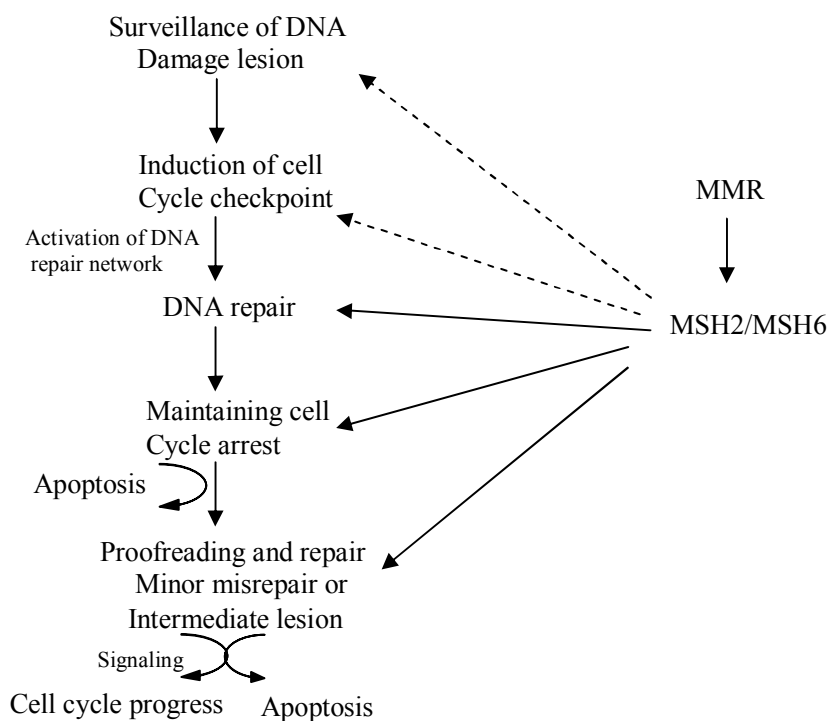 Surveillance of DNA
Damage lesion
Induction of cell
Cycle checkpoint
MMR
Activation of DNA
repair network
DNA repair
MSH2/MSH6
Maintaining cell
Cycle arrest
Apoptosis
Proofreading and repair
Minor misrepair or
Intermediate lesion
Signaling
Cell cycle progress
Apoptosis